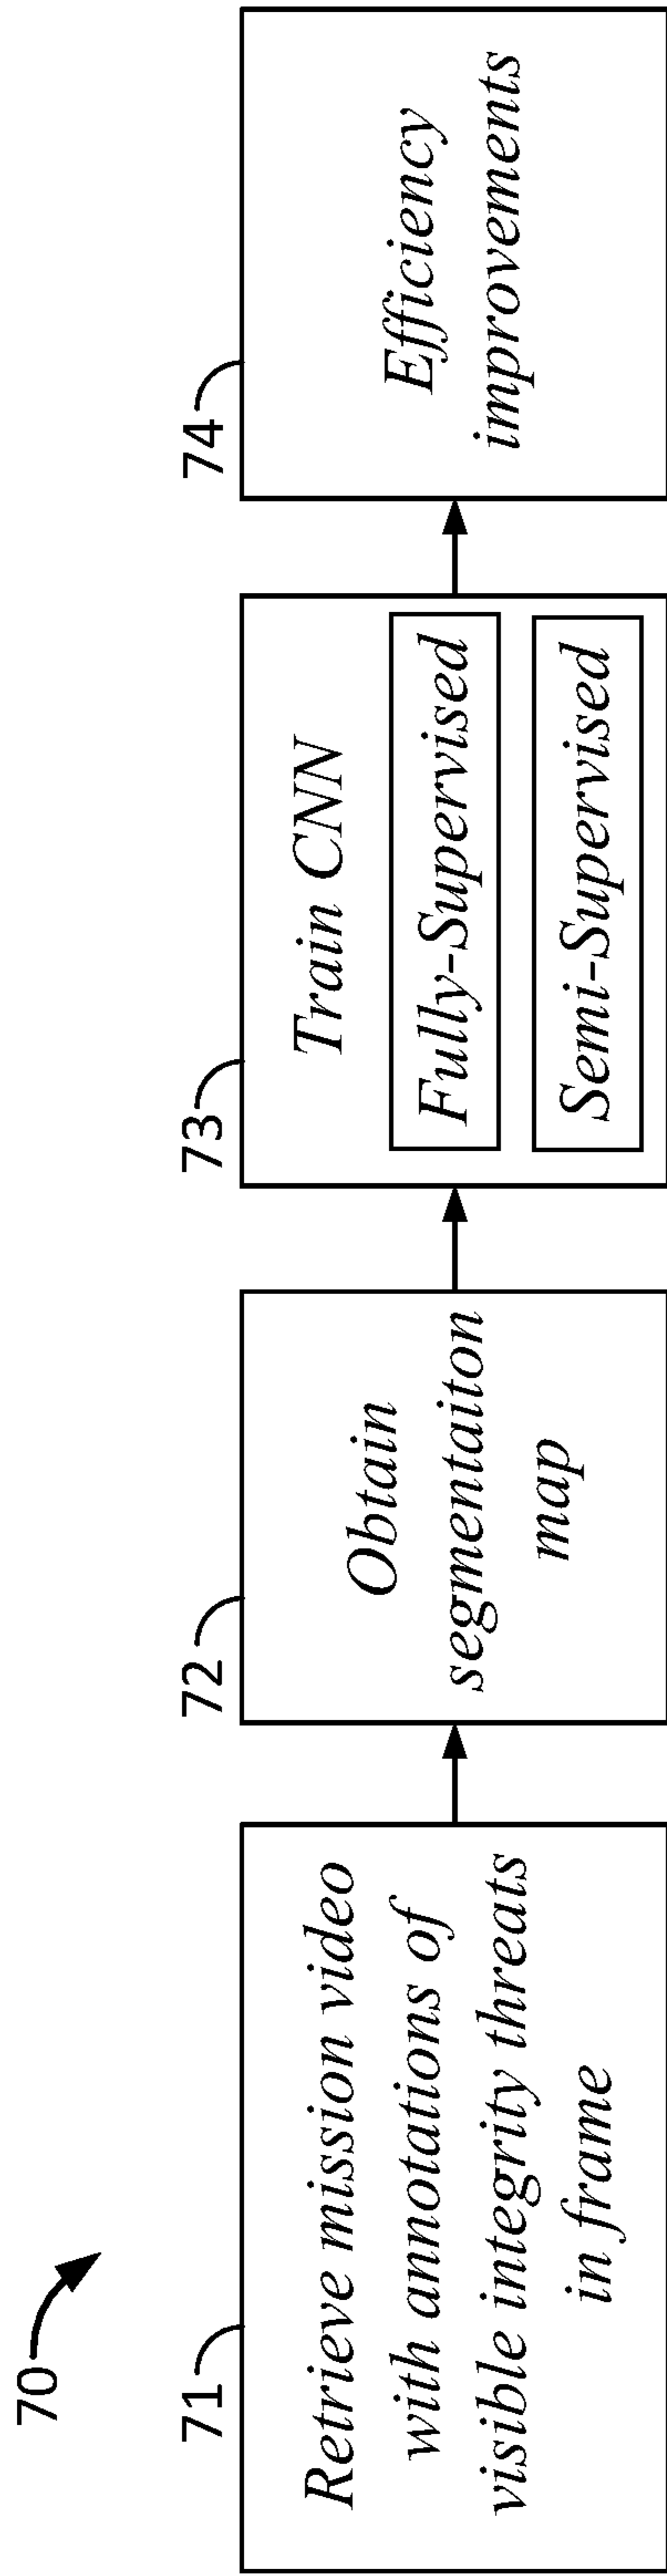 70
71
Retrieve mission video
with annotations of
visible integrity threats
in frame
72
Obtain
segmentaiton
map
73
Train CNN
Fully-Supervised
Semi-Supervised
74
Efficiency
improvements